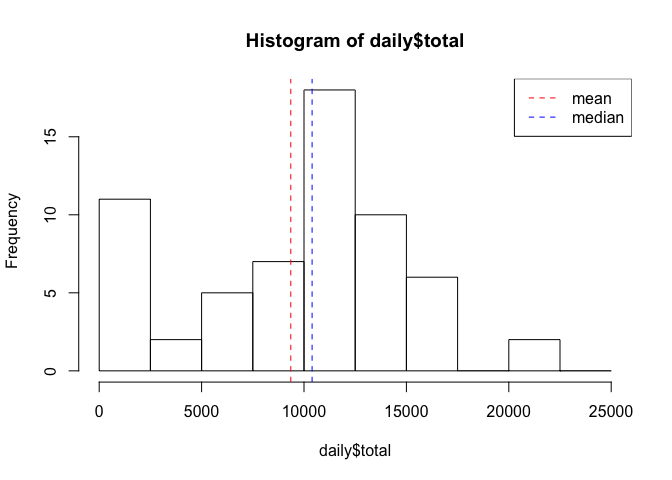 Histogram of daily$total
mean
median
Frequency
15
10
5
0
0 5000 10000 15000 20000 25000
daily$total